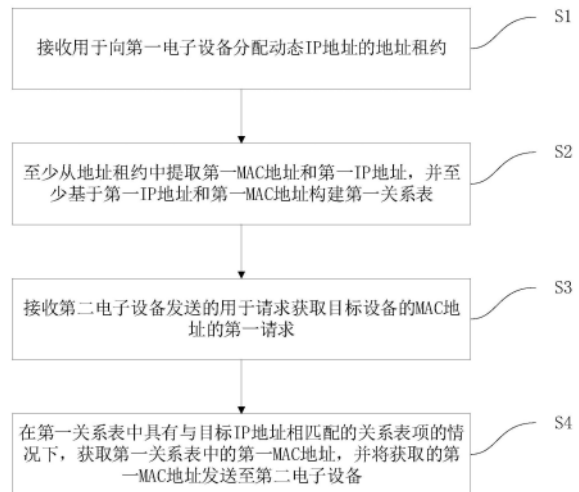 接收用于向第一电子设备分配动态IP地址的地址租约
S1
至少从地址租约中提取第一MAC地址和第一IP地址，并至
少基于第一IP地址和第一MAC地址构建第一关系表
S2
接收第二电子设备发送的用于请求获取目标设备的MAC地
址的第一请求
S3
在第一关系表中具有与目标IP地址相匹配的关系表项的情
况下，获取第一关系表中的第一MAC地址，并将获取的第
一MAC地址发送至第二电子设备
S4